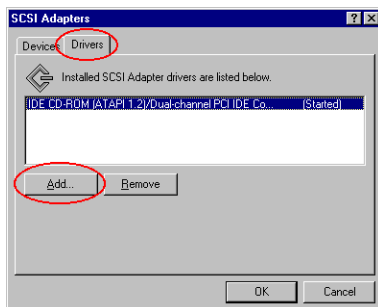 SCSI Adapters
Devices Drivers
Installed SCSI Adapter drivers are listed below.
IDE CD-ROM (ATAPI 1.2)/Dual-channel PCI IDE Co... (Started)
Add... Remove
OK Cancel